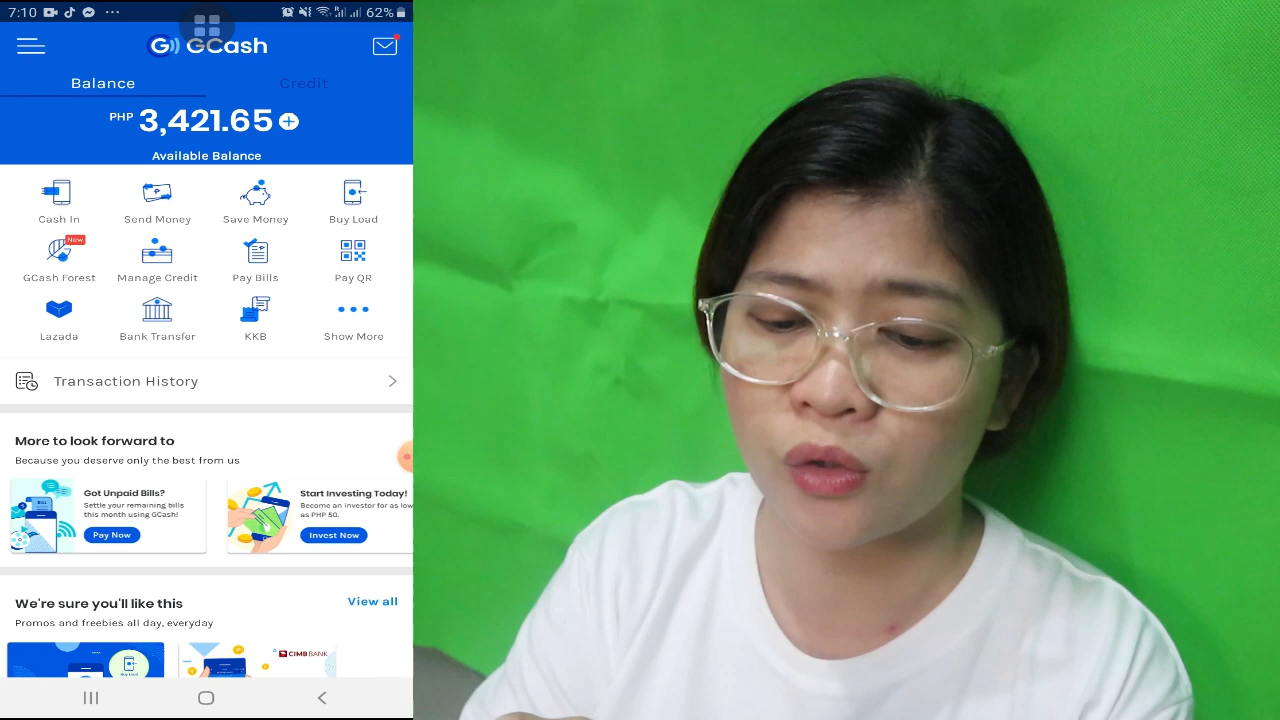 7:10
62%
GCash
Balance Credit
PHP 3,421.65
Available Balance
Cash In Send Money Save Money Buy Load
New
GCash Forest Manage Credit Pay Bills Pay QR
Lazada Bank Transfer KKB Show More
Transaction History
More to look forward to
Because you deserve only the best from us
Got Unpaid Bills?
Settle your remaining bills
this month using GCash!
Pay Now
Start Investing Today!
Become an investor for as low
as PHP 50.
Invest Now
We're sure you'll like this View all
Promos and freebies all day, everyday
Buy Load
CIMB BANK